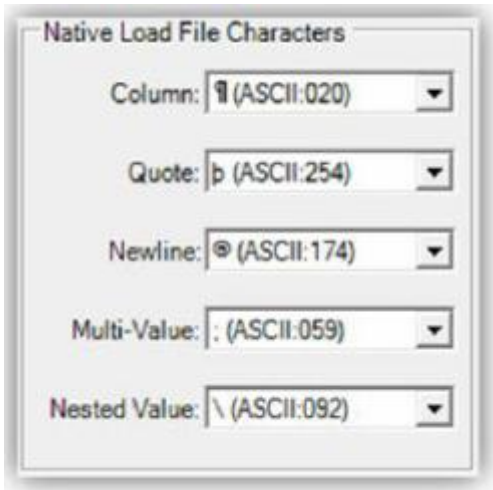 Native Load File Characters
Column: ¶ (ASCII:020)
Quote: þ (ASCII:254)
Newline: ® (ASCII:174)
Multi-Value: ; (ASCII:059)
Nested Value: \ (ASCII:092)